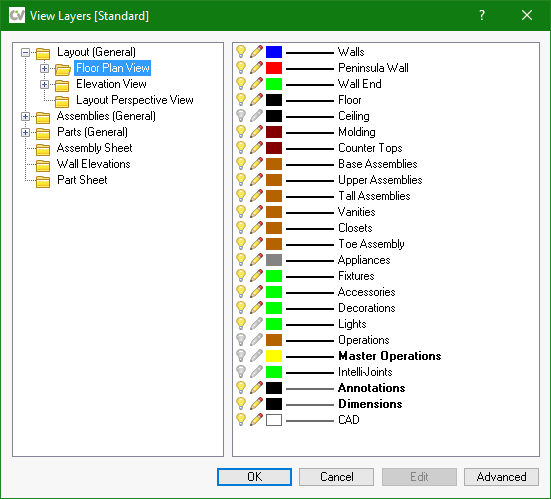 CV View Layers [Standard] ?
Layout (General)
Floor Plan View
Elevation View
Layout Perspective View
Assemblies (General)
Parts (General)
Assembly Sheet
Wall Elevations
Part Sheet
Walls
Peninsula Wall
Wall End
Floor
Ceiling
Molding
Counter Tops
Base Assemblies
Upper Assemblies
Tall Assemblies
Vanities
Closets
Toe Assembly
Appliances
Fixtures
Accessories
Decorations
Lights
Operations
Master Operations
Intelli-Joints
Annotations
Dimensions
CAD
OK Cancel Edit Advanced